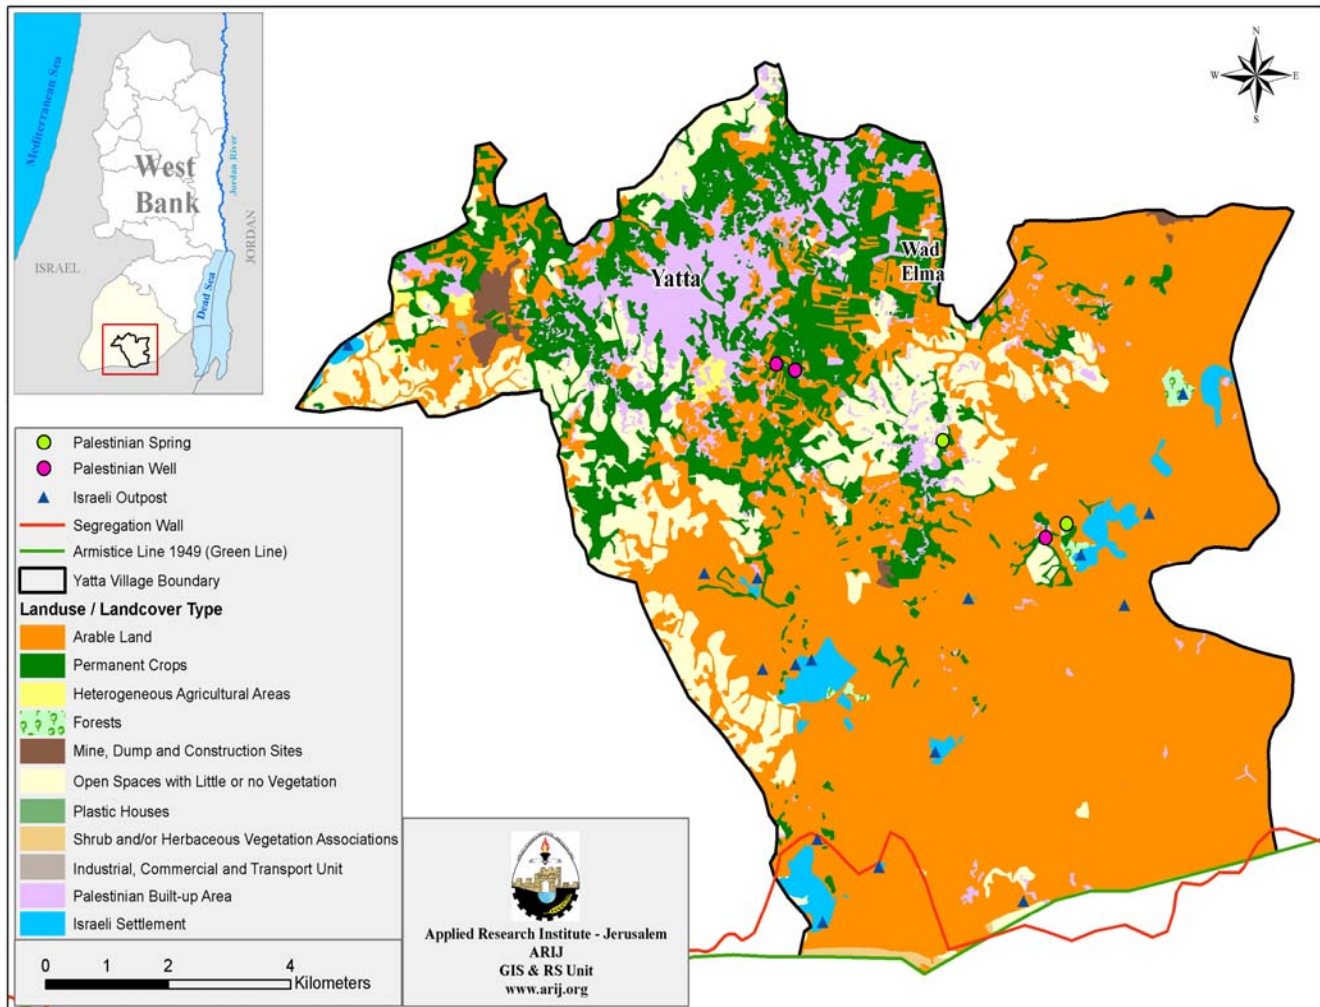 Mediterranean Sea
West
Bank
Jordan River
JORDAN
ISRAEL
Dead Sea
N
W
E
S
Yatta
Wad
Elma
Palestinian Spring
Palestinian Well
Israeli Outpost
Segregation Wall
Armistice Line 1949 (Green Line)
Yatta Village Boundary
Landuse / Landcover Type
Arable Land
Permanent Crops
Heterogeneous Agricultural Areas
Forests
Mine, Dump and Construction Sites
Open Spaces with Little or no Vegetation
Plastic Houses
Shrub and/or Herbaceous Vegetation Associations
Industrial, Commercial and Transport Unit
Palestinian Built-up Area
Israeli Settlement
0 1 2 4
Kilometers
Applied Research Institute - Jerusalem
ARIJ
GIS & RS Unit
www.arij.org